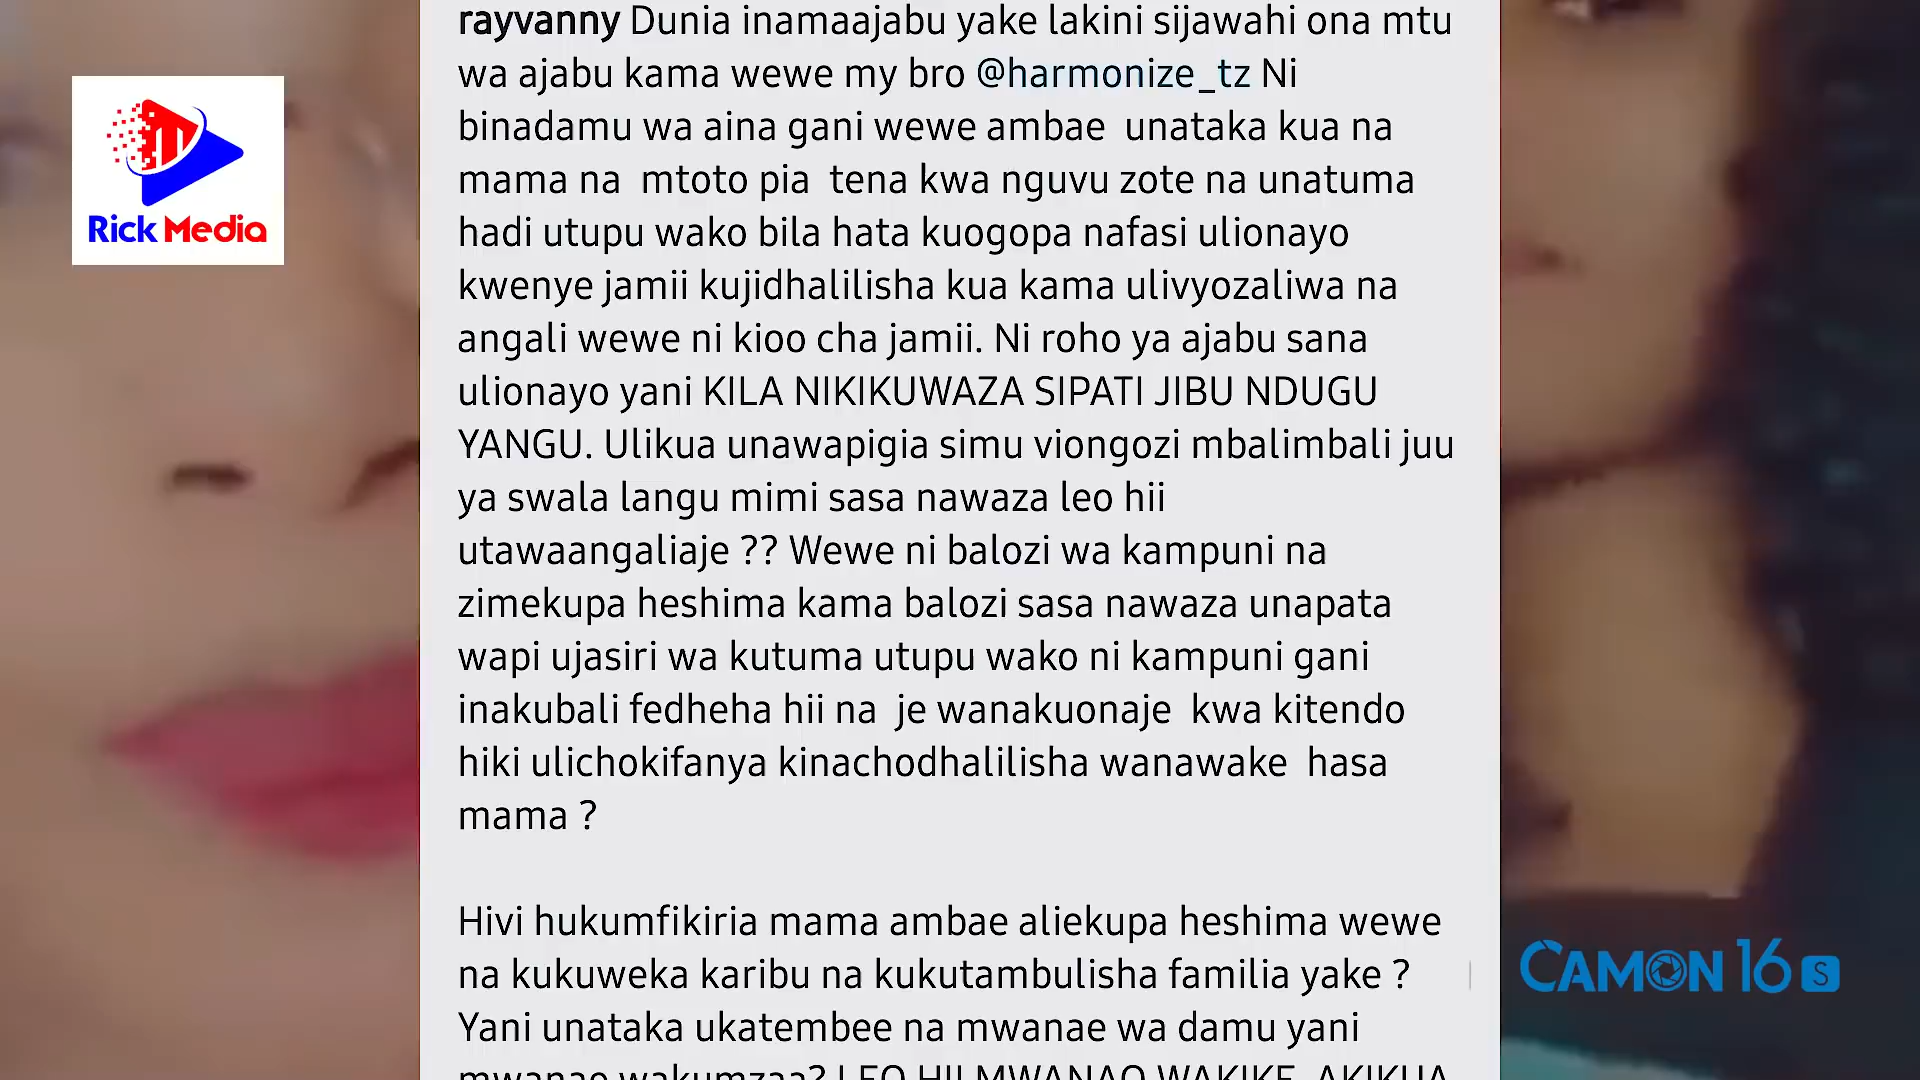 rayvanny Dunia inamaajabu yake lakini sijawahi ona mtu
wa ajabu kama wewe my bro @harmonize_tz Ni
binadamu wa aina gani wewe ambae unataka kua na
mama na mtoto pia tena kwa nguvu zote na unatuma
hadi utupu wako bila hata kuogopa nafasi ulionayo
kwenye jamii kujidhalilisha kua kama ulivyozaliwa na
angali wewe ni kioo cha jamii. Ni roho ya ajabu sana
ulionayo yani KILA NIKIKUWAZA SIPATI JIBU NDUGU
YANGU. Ulikua unawapigia simu viongozi mbalimbali juu
ya swala langu mimi sasa nawaza leo hii
utawaangaliaje ?? Wewe ni balozi wa kampuni na
zimekupa heshima kama balozi sasa nawaza unapata
wapi ujasiri wa kutuma utupu wako ni kampuni gani
inakubali fedheha hii na je wanakuonaje kwa kitendo
hiki ulichokifanya kinachodhalilisha wanawake hasa
mama ?
Hivi hukumfikiria mama ambae aliekupa heshima wewe
na kukuweka karibu na kukutambulisha familia yake ?
Yani unataka ukatembee na mwanae wa damu yani
mwanae wakumzaa? LEO HII MWANAO WAKIKE AKIKUA
Rick Media
CAMON 16 S